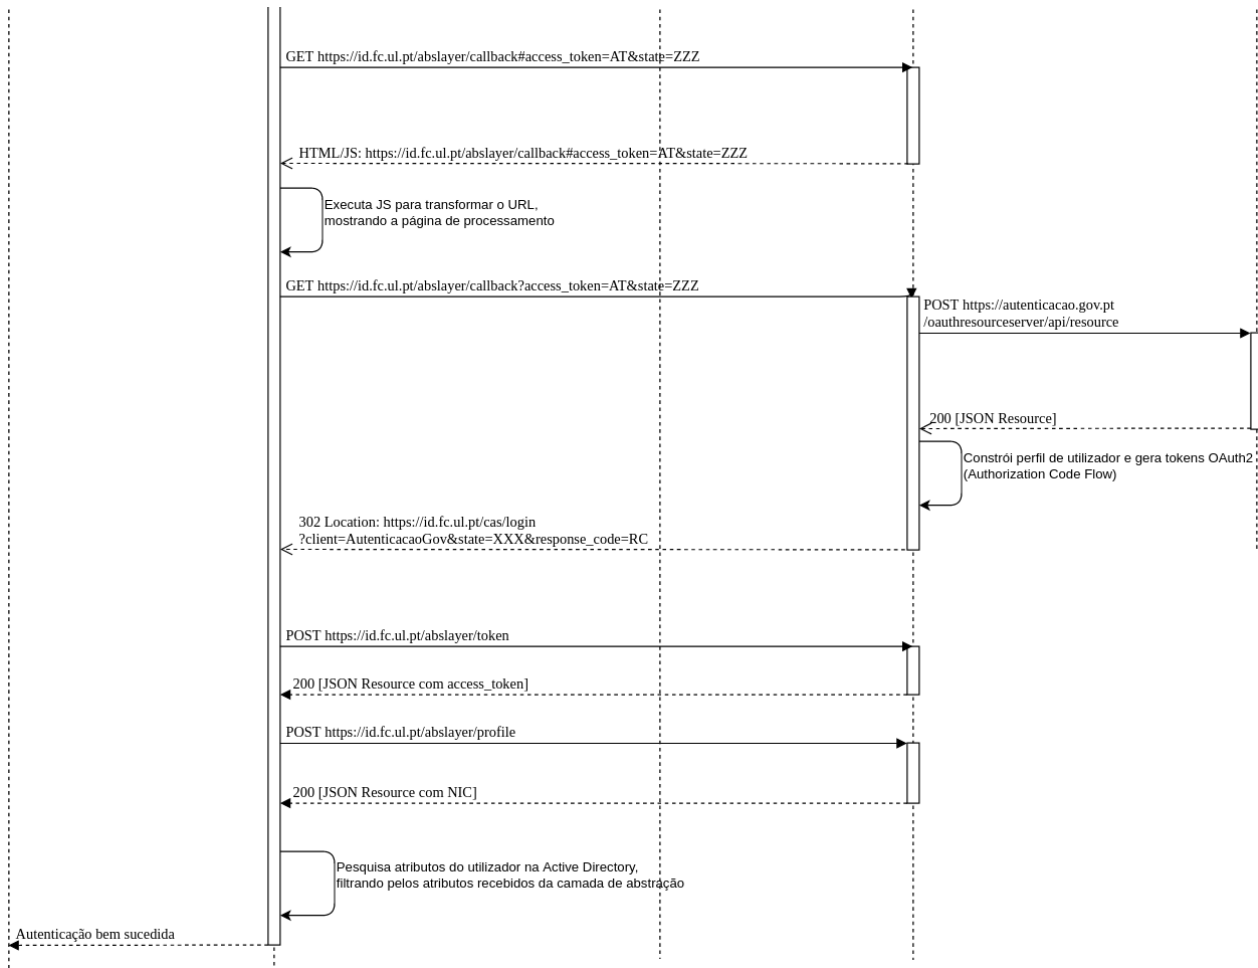 GET https://id.fc.ul.pt/abslayer/callback#access_token=AT&state=ZZZ
HTML/JS: https://id.fc.ul.pt/abslayer/callback#access_token=AT&state=ZZZ
Executa JS para transformar o URL,
mostrando a página de processamento
GET https://id.fc.ul.pt/abslayer/callback?access_token=AT&state=ZZZ
POST https://autenticacao.gov.pt
/oauthresourceserver/api/resource
200 [JSON Resource]
Constrói perfil de utilizador e gera tokens OAuth2
(Authorization Code Flow)
302 Location: https://id.fc.ul.pt/cas/login
?client=AutenticacaoGov&state=XXX&response_code=RC
POST https://id.fc.ul.pt/abslayer/token
200 [JSON Resource com access_token]
POST https://id.fc.ul.pt/abslayer/profile
200 [JSON Resource com NIC]
Pesquisa atributos do utilizador na Active Directory,
filtrando pelos atributos recebidos da camada de abstração
Autenticação bem sucedida